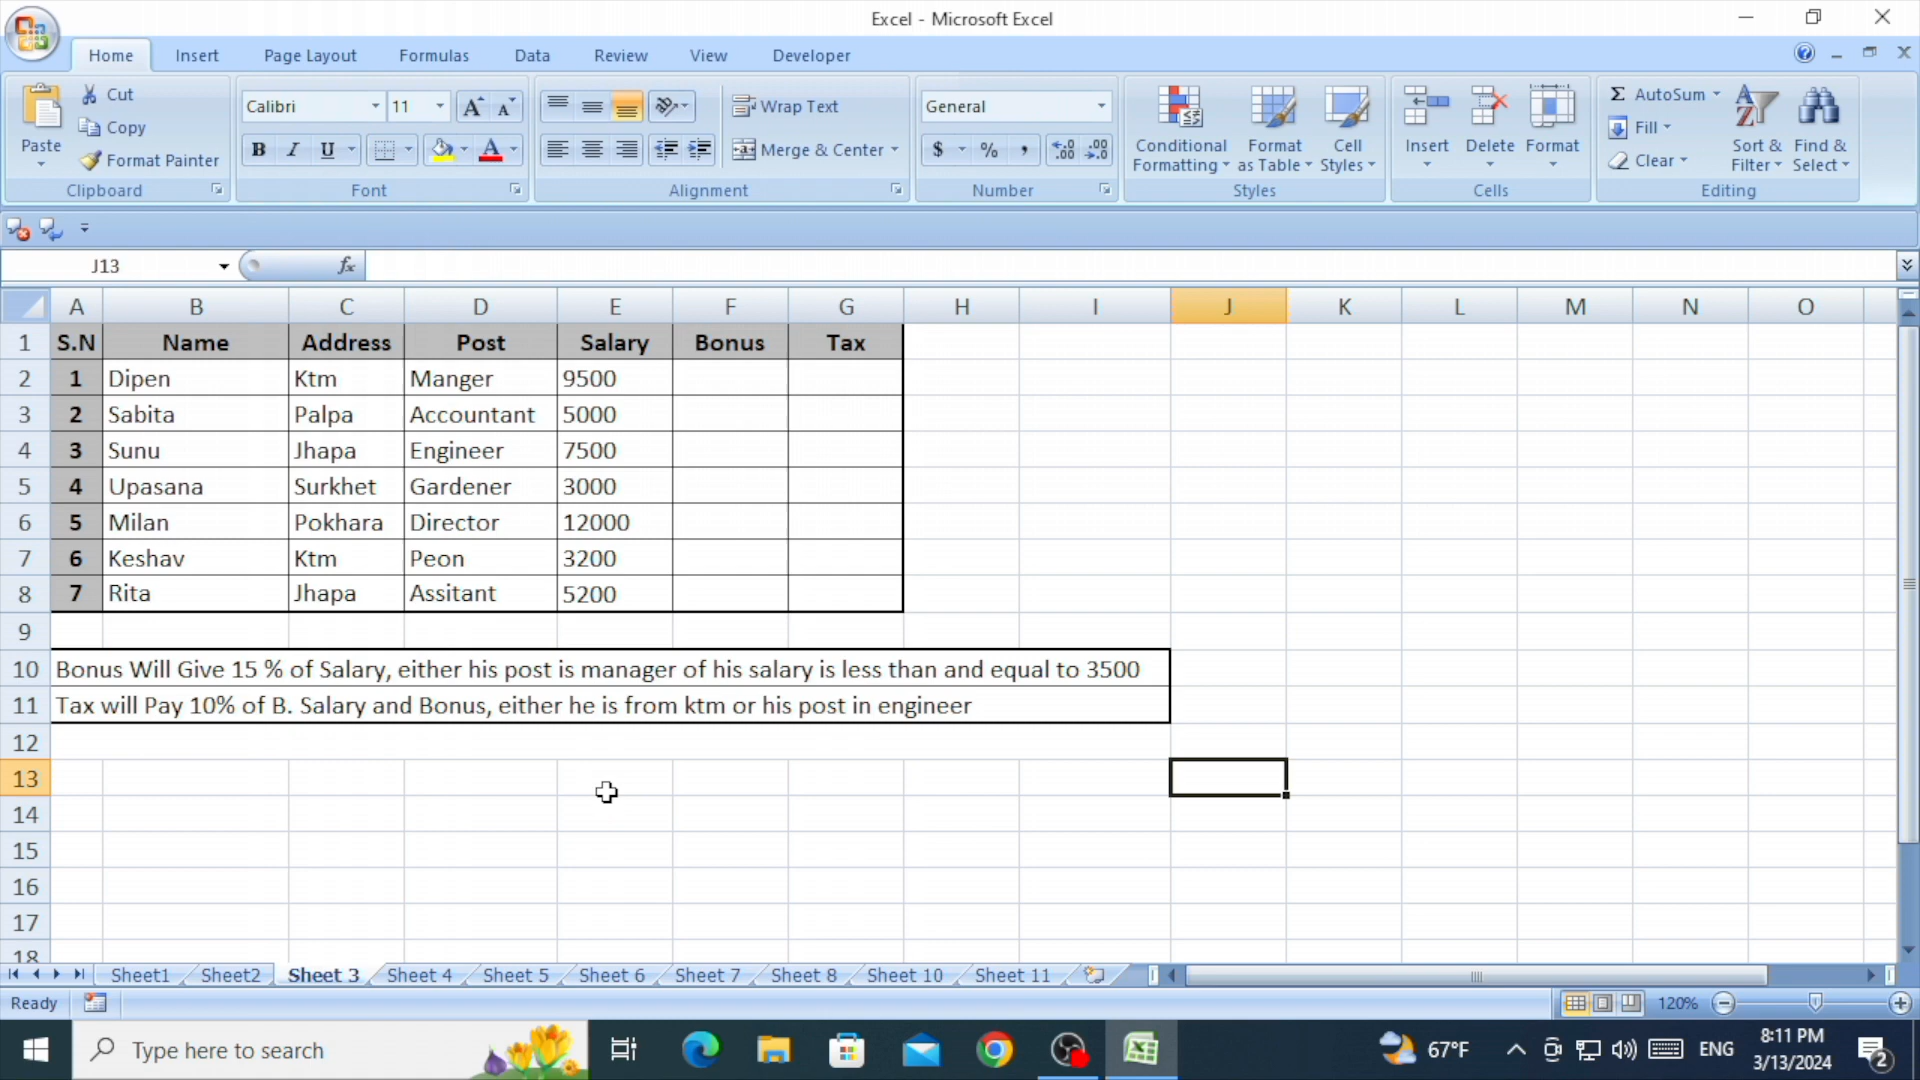 Excel - Microsoft Excel
Home Insert Page Layout Formulas Data Review View Developer
Paste
Cut
Copy
Format Painter
Clipboard
Calibri 11
B I U
Font
Wrap Text
Merge & Center
Alignment
General
$ % ,
Number
Conditional Formatting
Format as Table
Cell Styles
Styles
Insert Delete Format
Cells
Σ AutoSum
Fill
Clear
Sort & Filter
Find & Select
Editing
J13 fx
A B C D E F G H I J K L M N O
1 S.N Name Address Post Salary Bonus Tax
2 1 Dipen Ktm Manger 9500
3 2 Sabita Palpa Accountant 5000
4 3 Sunu Jhapa Engineer 7500
5 4 Upasana Surkhet Gardener 3000
6 5 Milan Pokhara Director 12000
7 6 Keshav Ktm Peon 3200
8 7 Rita Jhapa Assitant 5200
9
10 Bonus Will Give 15 % of Salary, either his post is manager of his salary is less than and equal to 3500
11 Tax will Pay 10% of B. Salary and Bonus, either he is from ktm or his post in engineer
12
13
14
15
16
17
18
Sheet1 Sheet2 Sheet 3 Sheet 4 Sheet 5 Sheet 6 Sheet 7 Sheet 8 Sheet 10 Sheet 11
Ready 120%
Type here to search 67°F ENG 8:11 PM
3/13/2024 2